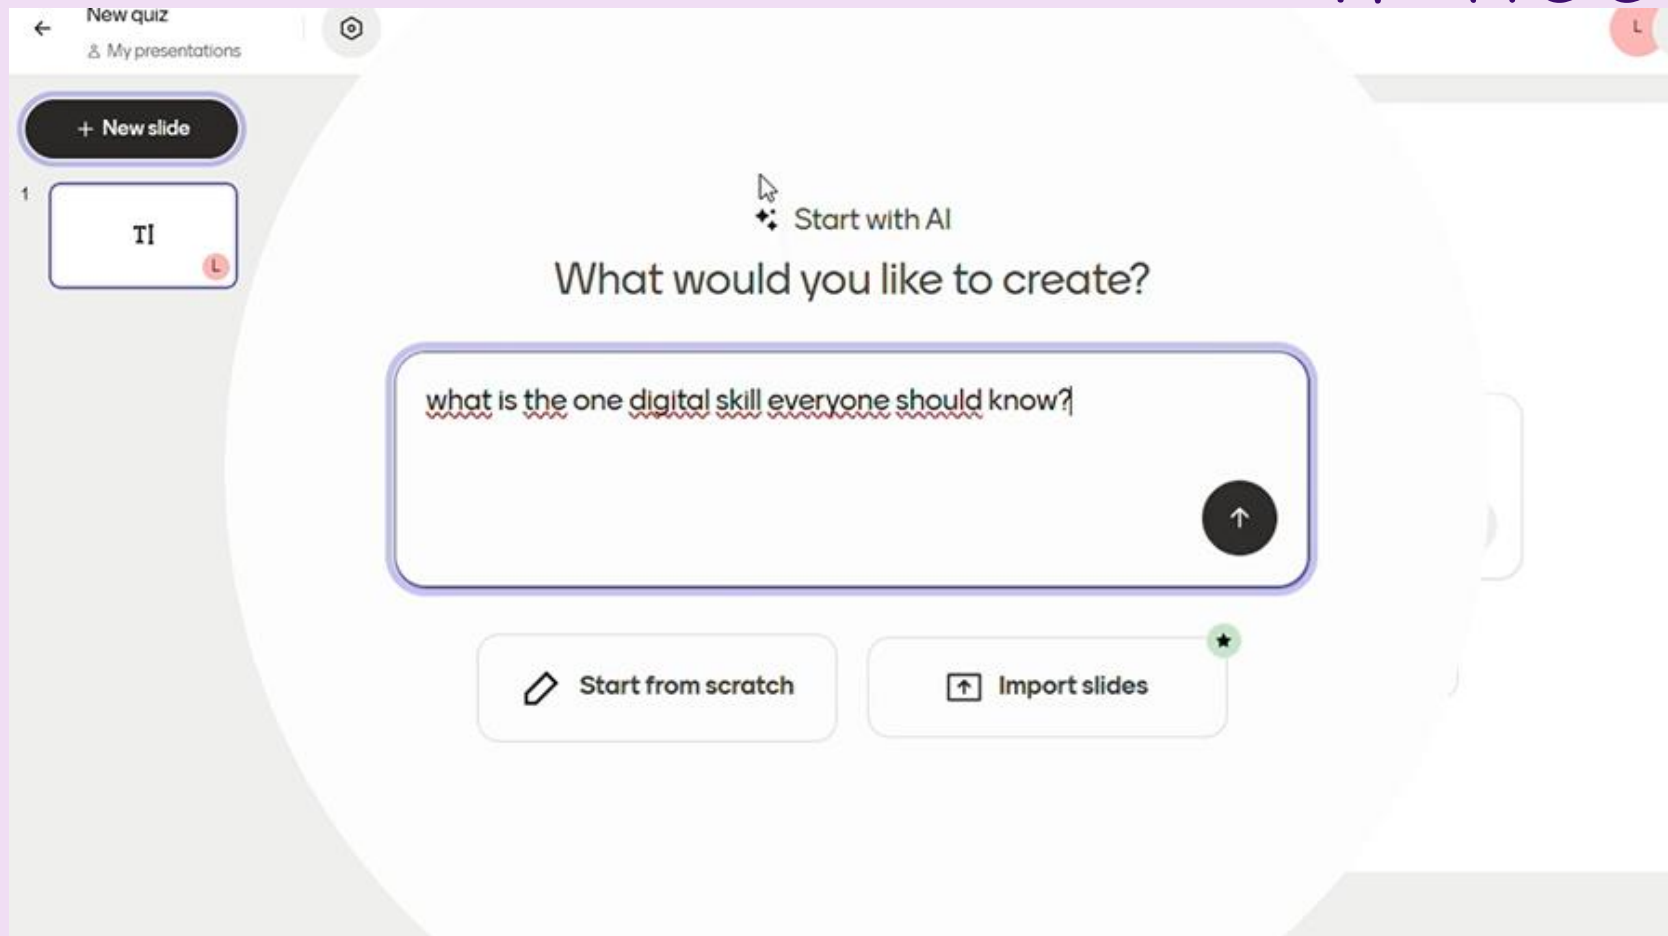 New quiz
My presentations
L
+ New slide
1
L
Start with AI
What would you like to create?
what is the one digital skill everyone should know?
Start from scratch
Import slides